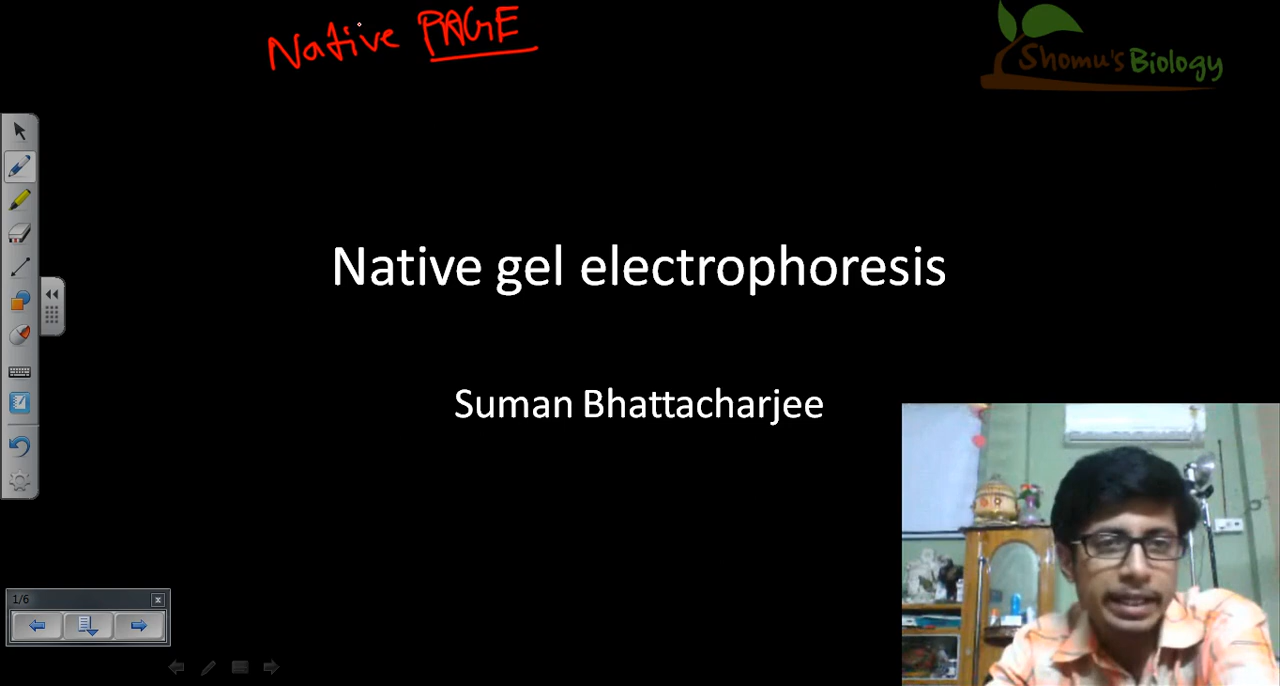 Native PAGE
Shomu's Biology
Native gel electrophoresis
Suman Bhattacharjee
1/6